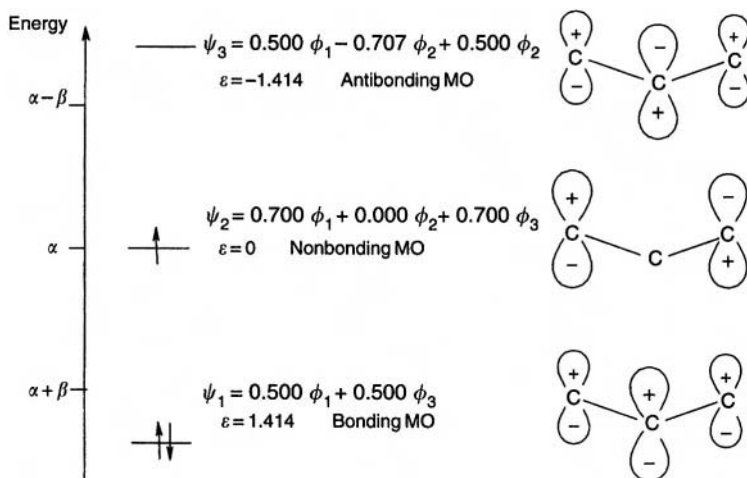 Energy
ψ3 = 0.500 ϕ1 – 0.707 ϕ2 + 0.500 ϕ2
ε = –1.414 Antibonding MO
+ – +
C C C
– + –
α – β
ψ2 = 0.700 ϕ1 + 0.000 ϕ2 + 0.700 ϕ3
ε = 0 Nonbonding MO
+ –
C C C
– +
α
ψ1 = 0.500 ϕ1 + 0.500 ϕ3
ε = 1.414 Bonding MO
+ + +
C C C
– – –
α + β